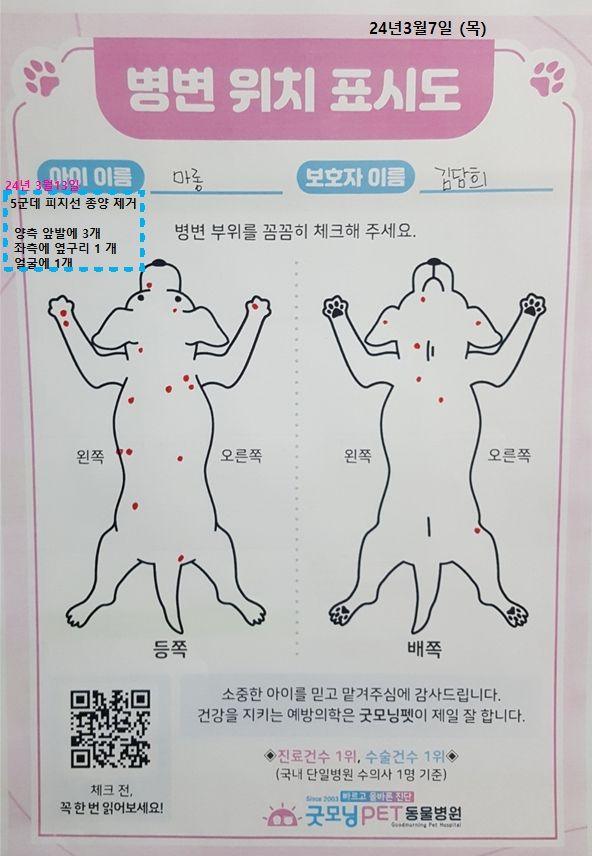 24년3월7일 (목)
병변 위치 표시도
24년 3월13일
아이 이름 마롱
보호자 이름 김담희
5군데 피지선 종양 제거
양측 앞발에 3개
좌측에 옆구리 1 개
얼굴에 1개
병변 부위를 꼼꼼히 체크해 주세요.
왼쪽 오른쪽 왼쪽 오른쪽
등쪽 배쪽
소중한 아이를 믿고 맡겨주심에 감사드립니다.
건강을 지키는 예방의학은 굿모닝펫이 제일 잘 합니다.
◈진료건수 1위, 수술건수 1위◈
(국내 단일병원 수의사 1명 기준)
체크 전,
꼭 한 번 읽어보세요!
Since 2003 빠르고 올바른 진단
굿모닝PET동물병원
Goodmorning Pet Hospital